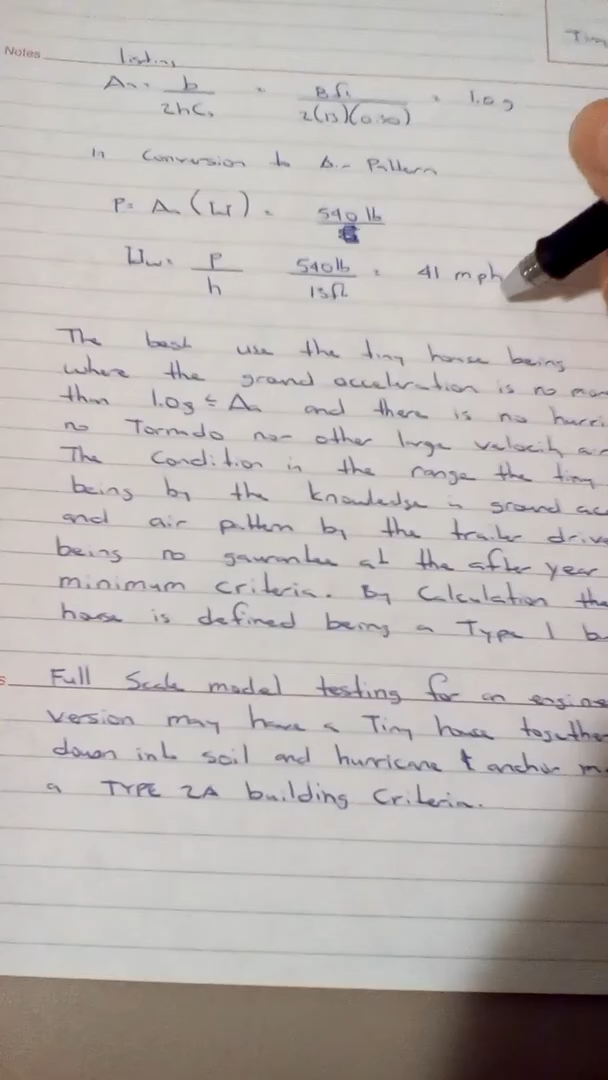 Notes
A = b / 2hC = 8ft / 2(13)(0.30) = 1.0g
in Conversion to Air Pattern
P = A (W) = 540 lb
U = P / h 540lb / 13ft = 41 mph
The best use the tiny house being
where the ground acceleration is no
than 1.0g ≤ A and there is no
no Tornado nor other large velocity
The Condition in the range the tiny
being by the knowledge in ground
and air pattern by the trailer
being no at the after year
minimum criteria. By Calculation the
house is defined being a Type 1
Full Scale model testing for an
version may have a Tiny house
down into soil and hurricane & anchor
a TYPE 2A building Criteria.